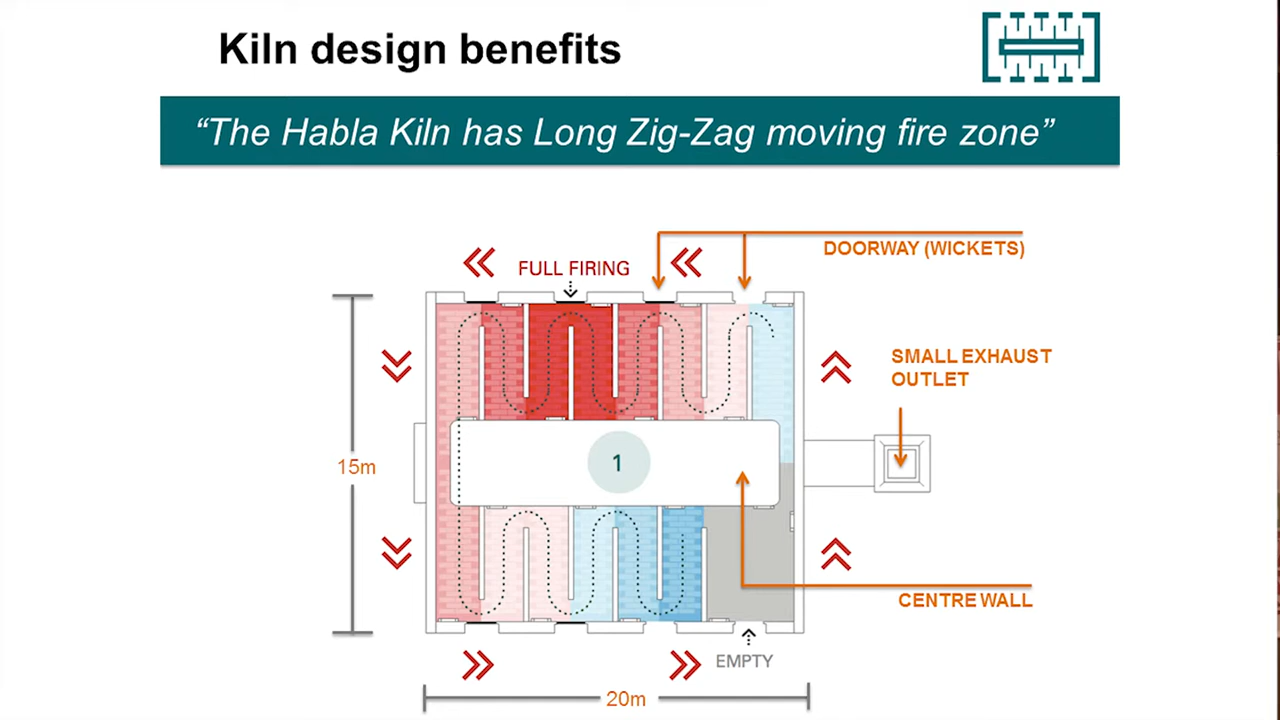 Kiln design benefits
“The Habla Kiln has Long Zig-Zag moving fire zone”
DOORWAY (WICKETS)
FULL FIRING
SMALL EXHAUST
OUTLET
15m
1
CENTRE WALL
EMPTY
20m